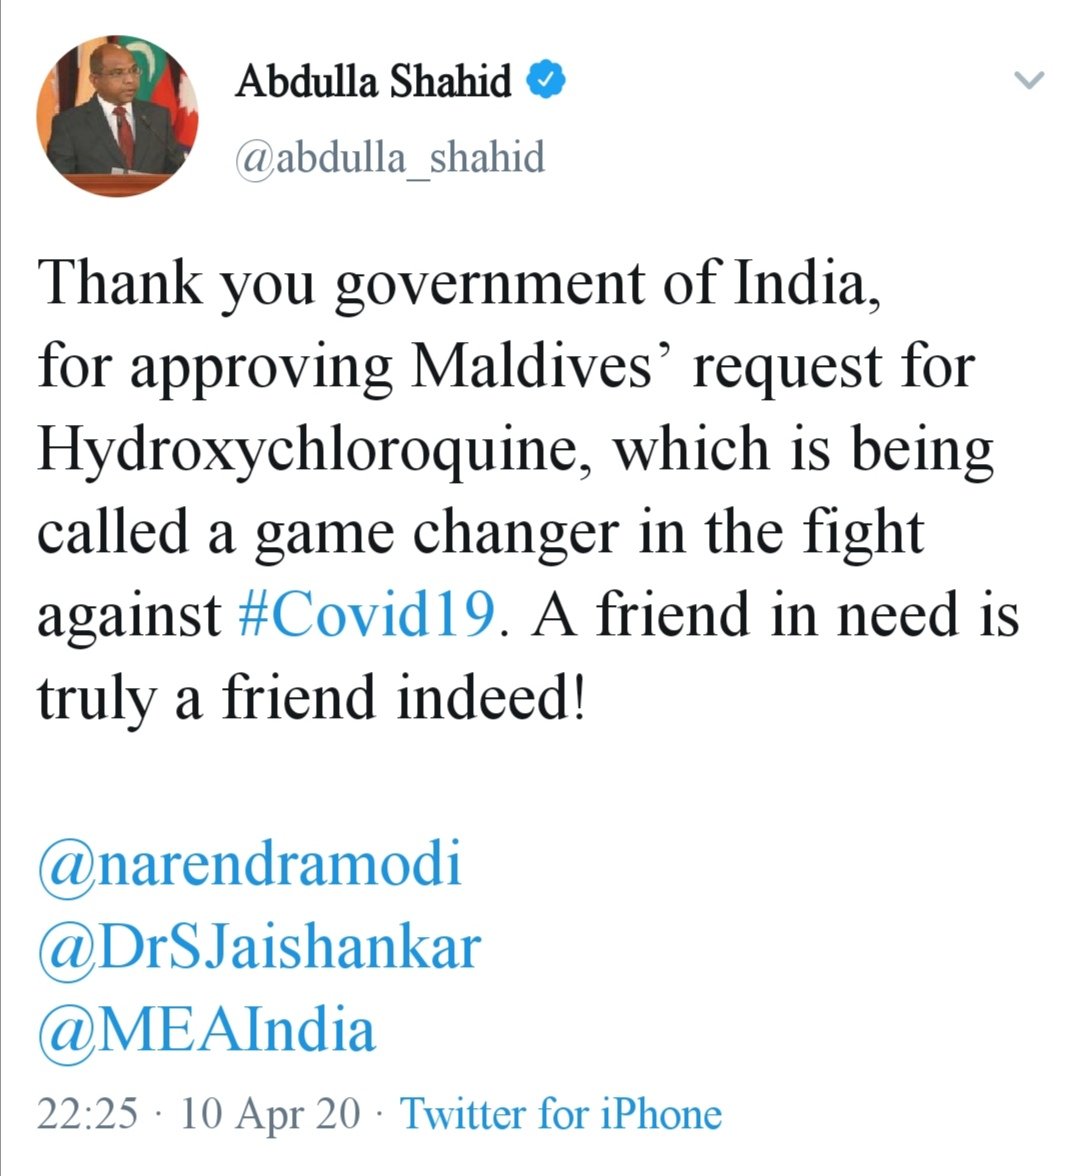 Abdulla Shahid
@abdulla_shahid
Thank you government of India,
for approving Maldives’ request for
Hydroxychloroquine, which is being
called a game changer in the fight
against #Covid19. A friend in need is
truly a friend indeed!
@narendramodi
@DrSJaishankar
@MEAIndia
22:25 · 10 Apr 20 · Twitter for iPhone